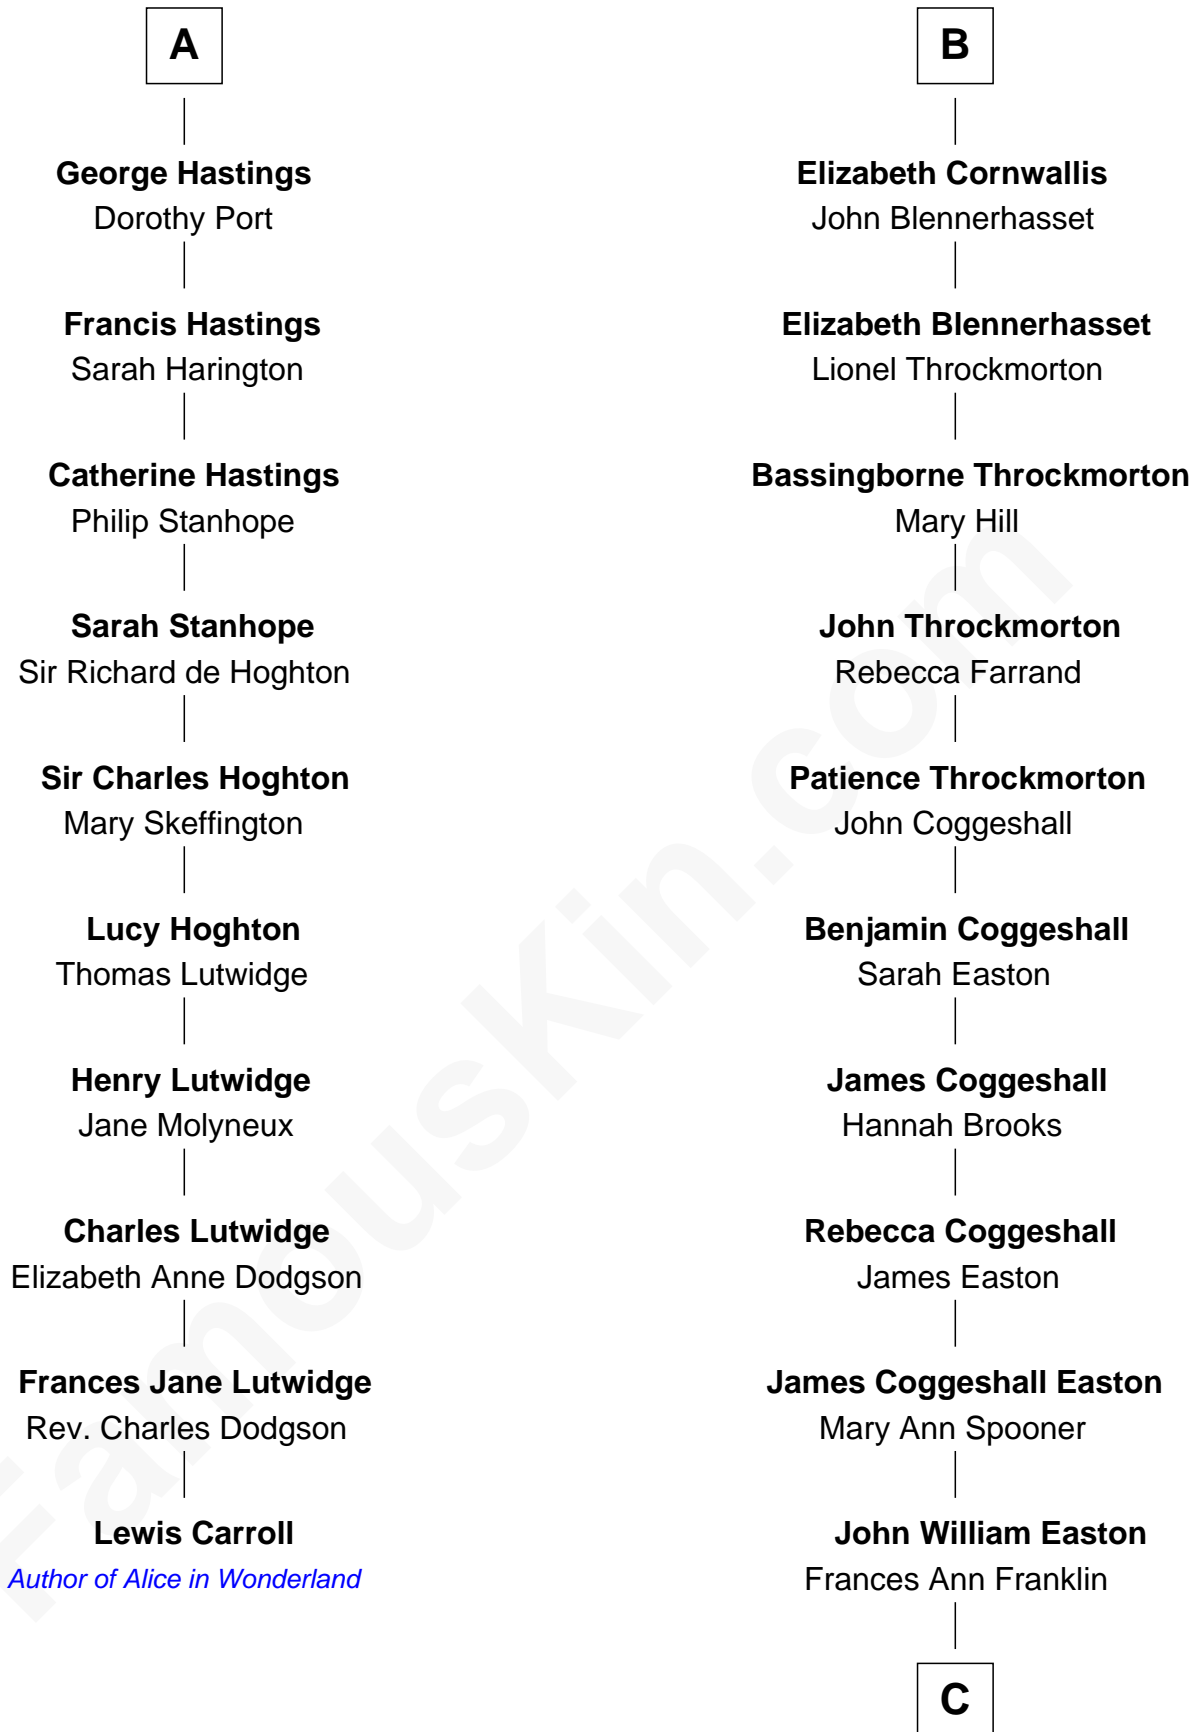 A
George Hastings
Dorothy Port
Francis Hastings
Sarah Harington
Catherine Hastings
Philip Stanhope
Sarah Stanhope
Sir Richard de Hoghton
Sir Charles Hoghton
Mary Skeffington
Lucy Hoghton
Thomas Lutwidge
Henry Lutwidge
Jane Molyneux
Charles Lutwidge
Elizabeth Anne Dodgson
Frances Jane Lutwidge
Rev. Charles Dodgson
Lewis Carroll
Author of Alice in Wonderland
B
Elizabeth Cornwallis
John Blennerhasset
Elizabeth Blennerhasset
Lionel Throckmorton
Bassingborne Throckmorton
Mary Hill
John Throckmorton
Rebecca Farrand
Patience Throckmorton
John Coggeshall
Benjamin Coggeshall
Sarah Easton
James Coggeshall
Hannah Brooks
Rebecca Coggeshall
James Easton
James Coggeshall Easton
Mary Ann Spooner
John William Easton
Frances Ann Franklin
C
FamousKin.com